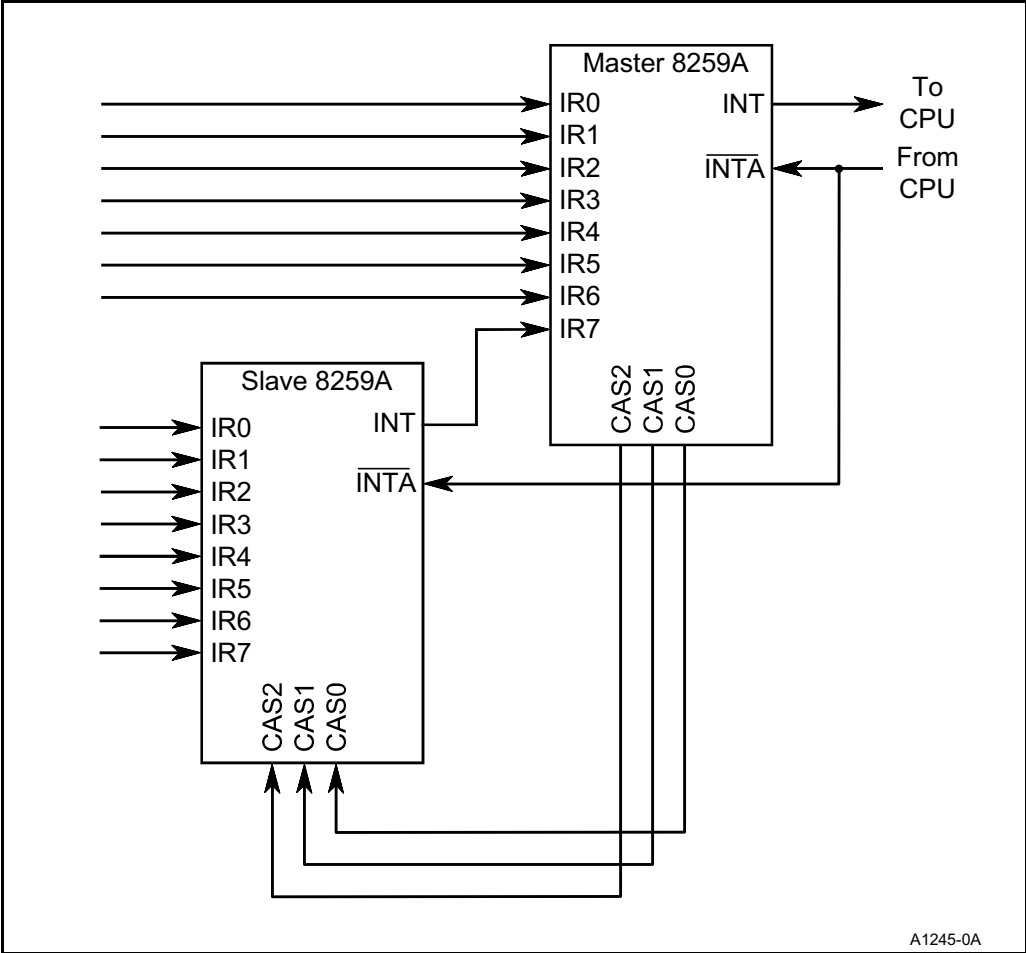 Master 8259A
IR0
IR1
IR2
IR3
IR4
IR5
IR6
IR7
INT
INTA
CAS2
CAS1
CAS0
To
CPU
From
CPU
Slave 8259A
IR0
IR1
IR2
IR3
IR4
IR5
IR6
IR7
INT
INTA
CAS2
CAS1
CAS0
A1245-0A